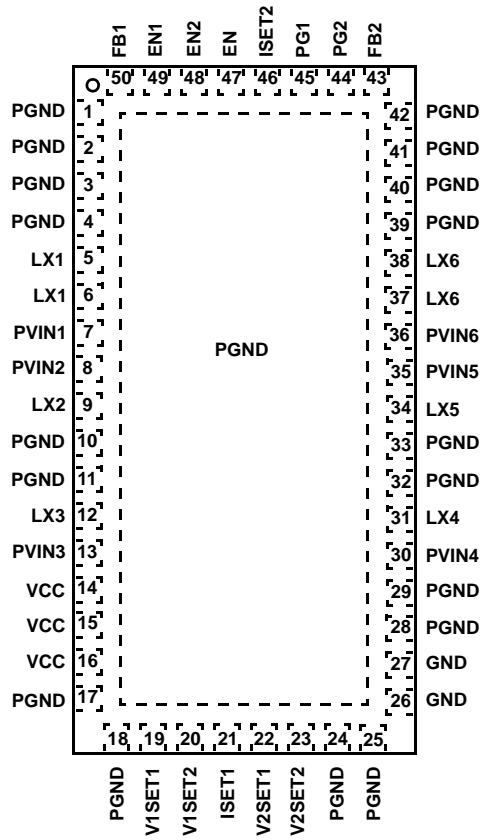 FB1 EN1 EN2 EN ISET2 PG1 PG2 FB2
50 49 48 47 46 45 44 43
PGND 1 42 PGND
PGND 2 41 PGND
PGND 3 40 PGND
PGND 4 39 PGND
LX1 5 38 LX6
LX1 6 37 LX6
PVIN1 7 36 PVIN6
PGND
PVIN2 8 35 PVIN5
LX2 9 34 LX5
PGND 10 33 PGND
PGND 11 32 PGND
LX3 12 31 LX4
PVIN3 13 30 PVIN4
VCC 14 29 PGND
VCC 15 28 PGND
VCC 16 27 GND
PGND 17 26 GND
18 19 20 21 22 23 24 25
PGND V1SET1 V1SET2 ISET1 V2SET1 V2SET2 PGND PGND